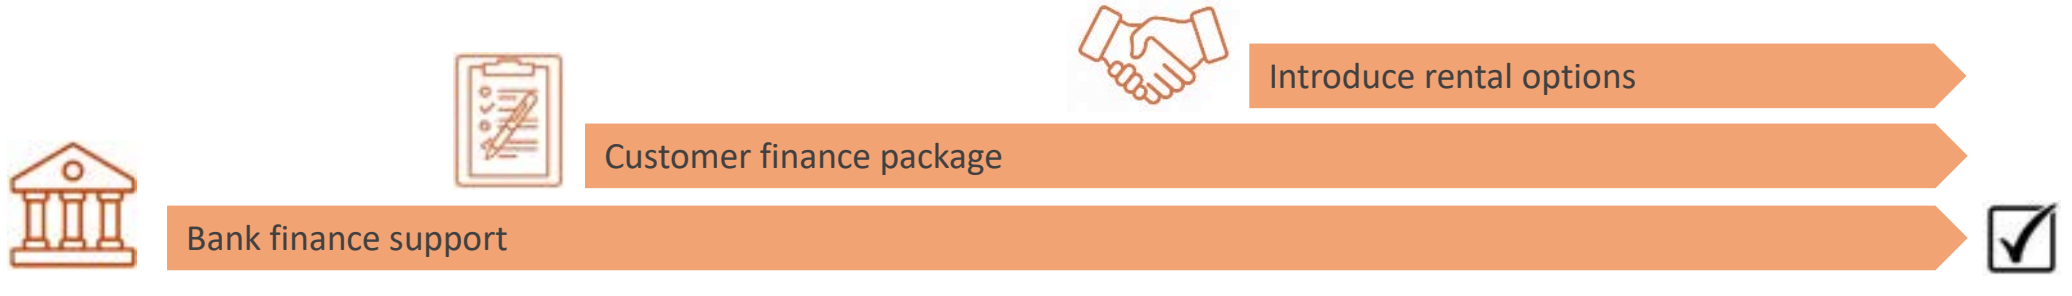 Introduce rental options
Customer finance package
Bank finance support